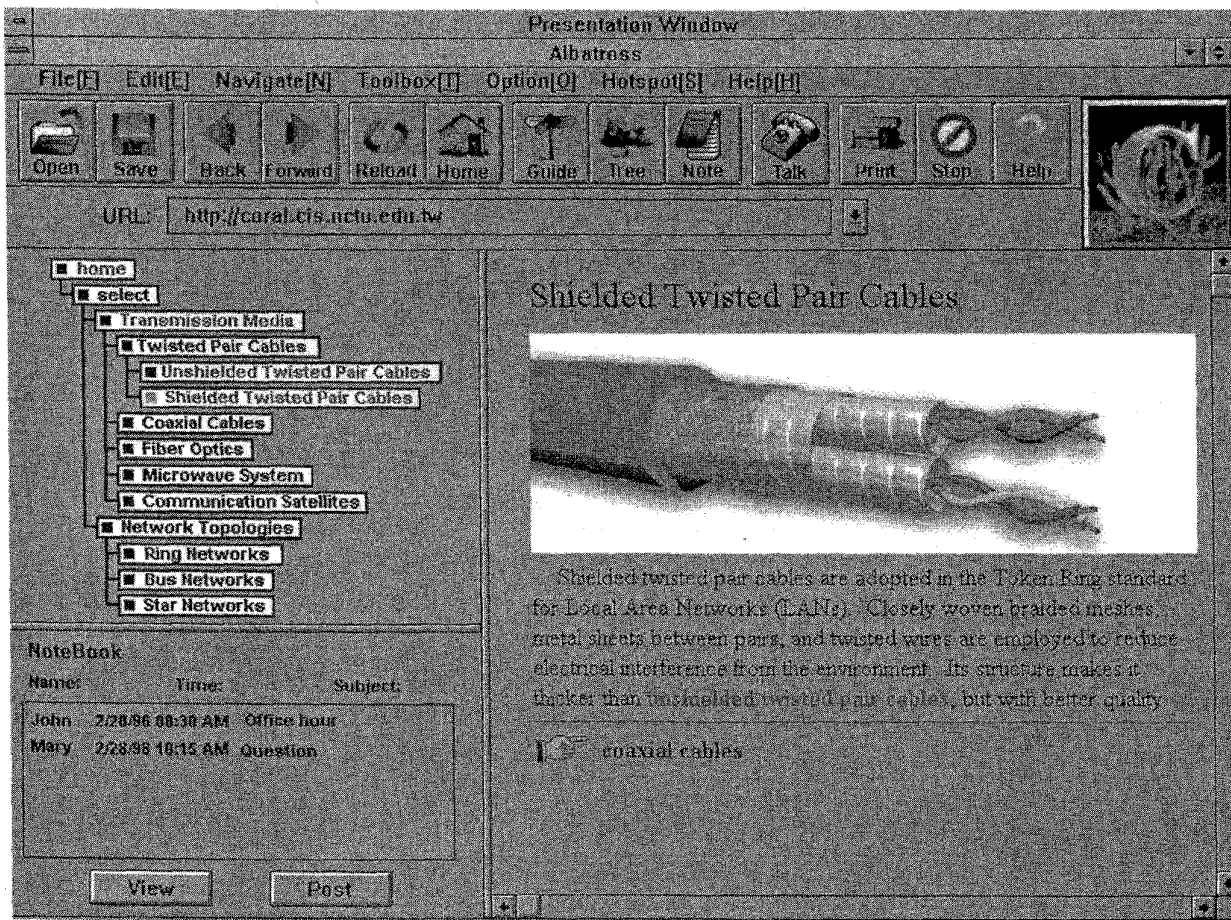 Presentation Window
Albatross
File[F] Edit[E] Navigate[N] Toolbox[T] Option[O] Hotspot[S] Help[H]
Open Save Back Forward Reload Home Guide Tree Note Talk Print Stop Help
URL: http://coral.cis.nctu.edu.tw
home
select
Transmission Media
Twisted Pair Cables
Unshielded Twisted Pair Cables
Shielded Twisted Pair Cables
Coaxial Cables
Fiber Optics
Microwave System
Communication Satellites
Network Topologies
Ring Networks
Bus Networks
Star Networks
NoteBook
Name: Time: Subject:
John 2/28/96 08:30 AM Office hour
Mary 2/28/96 10:15 AM Question
View Post
Shielded Twisted Pair Cables
Shielded twisted pair cables are adopted in the Token Ring standard
for Local Area Networks (LANs). Closely woven braided meshes,
metal sheets between pairs, and twisted wires are employed to reduce
electrical interference from the environment. Its structure makes it
thicker than unshielded twisted pair cables, but with better quality
coaxial cables